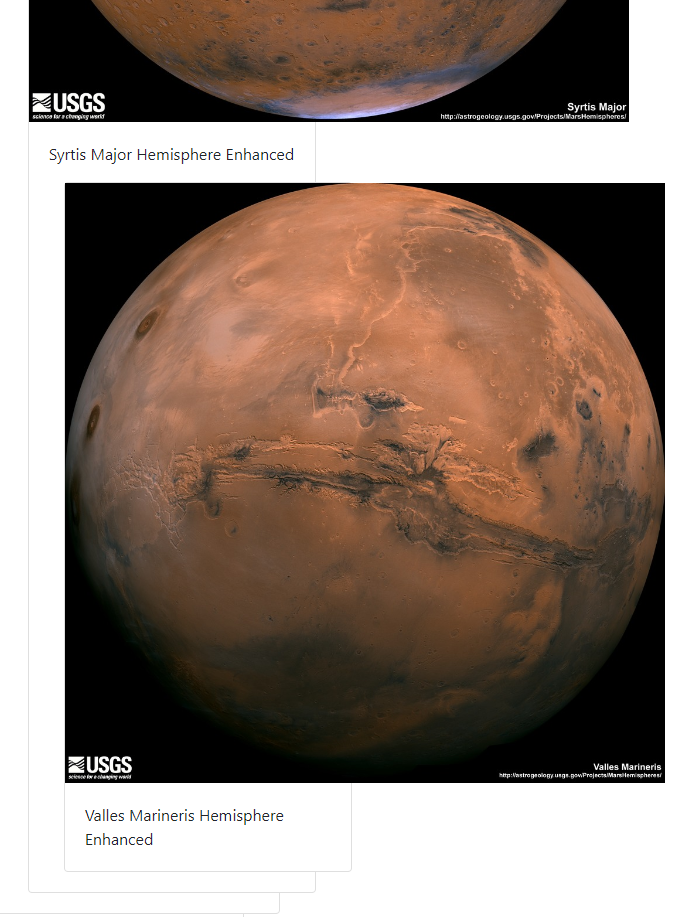 USGS
science for a changing world
Syrtis Major
http://astrogeology.usgs.gov/Projects/MarsHemispheres/
Syrtis Major Hemisphere Enhanced
USGS
science for a changing world
Valles Marineris
http://astrogeology.usgs.gov/Projects/MarsHemispheres/
Valles Marineris Hemisphere
Enhanced